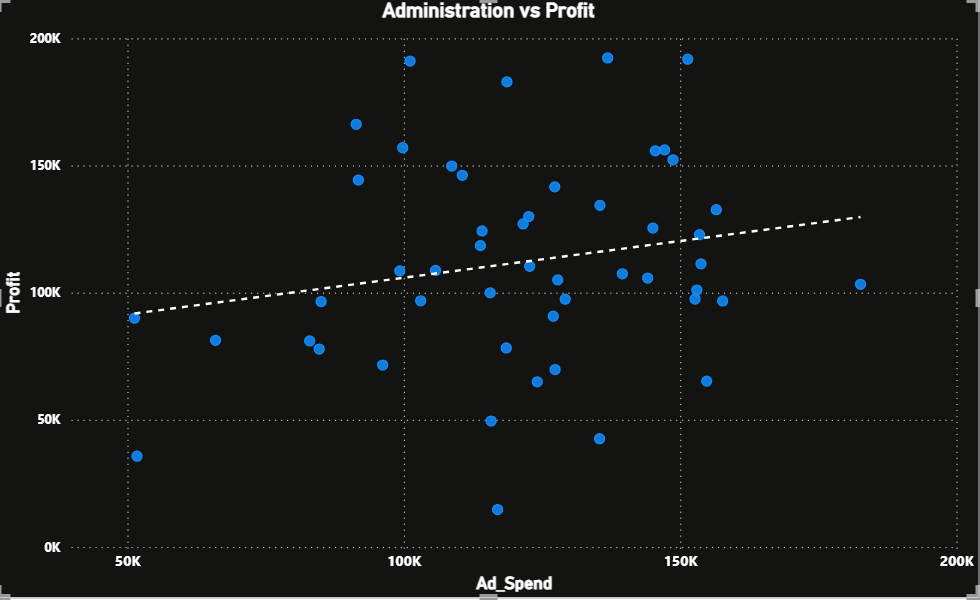 Administration vs Profit
200K
150K
100K
50K
0K
Profit
50K
100K
150K
200K
Ad_Spend